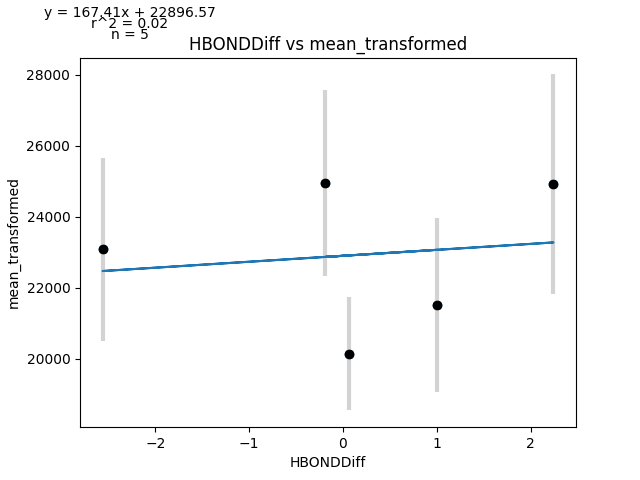 y = 167.41x + 22896.57
r^2 = 0.02
n = 5
HBONDDiff vs mean_transformed
28000
26000
24000
22000
20000
mean_transformed
−2
−1
0
1
2
HBONDDiff